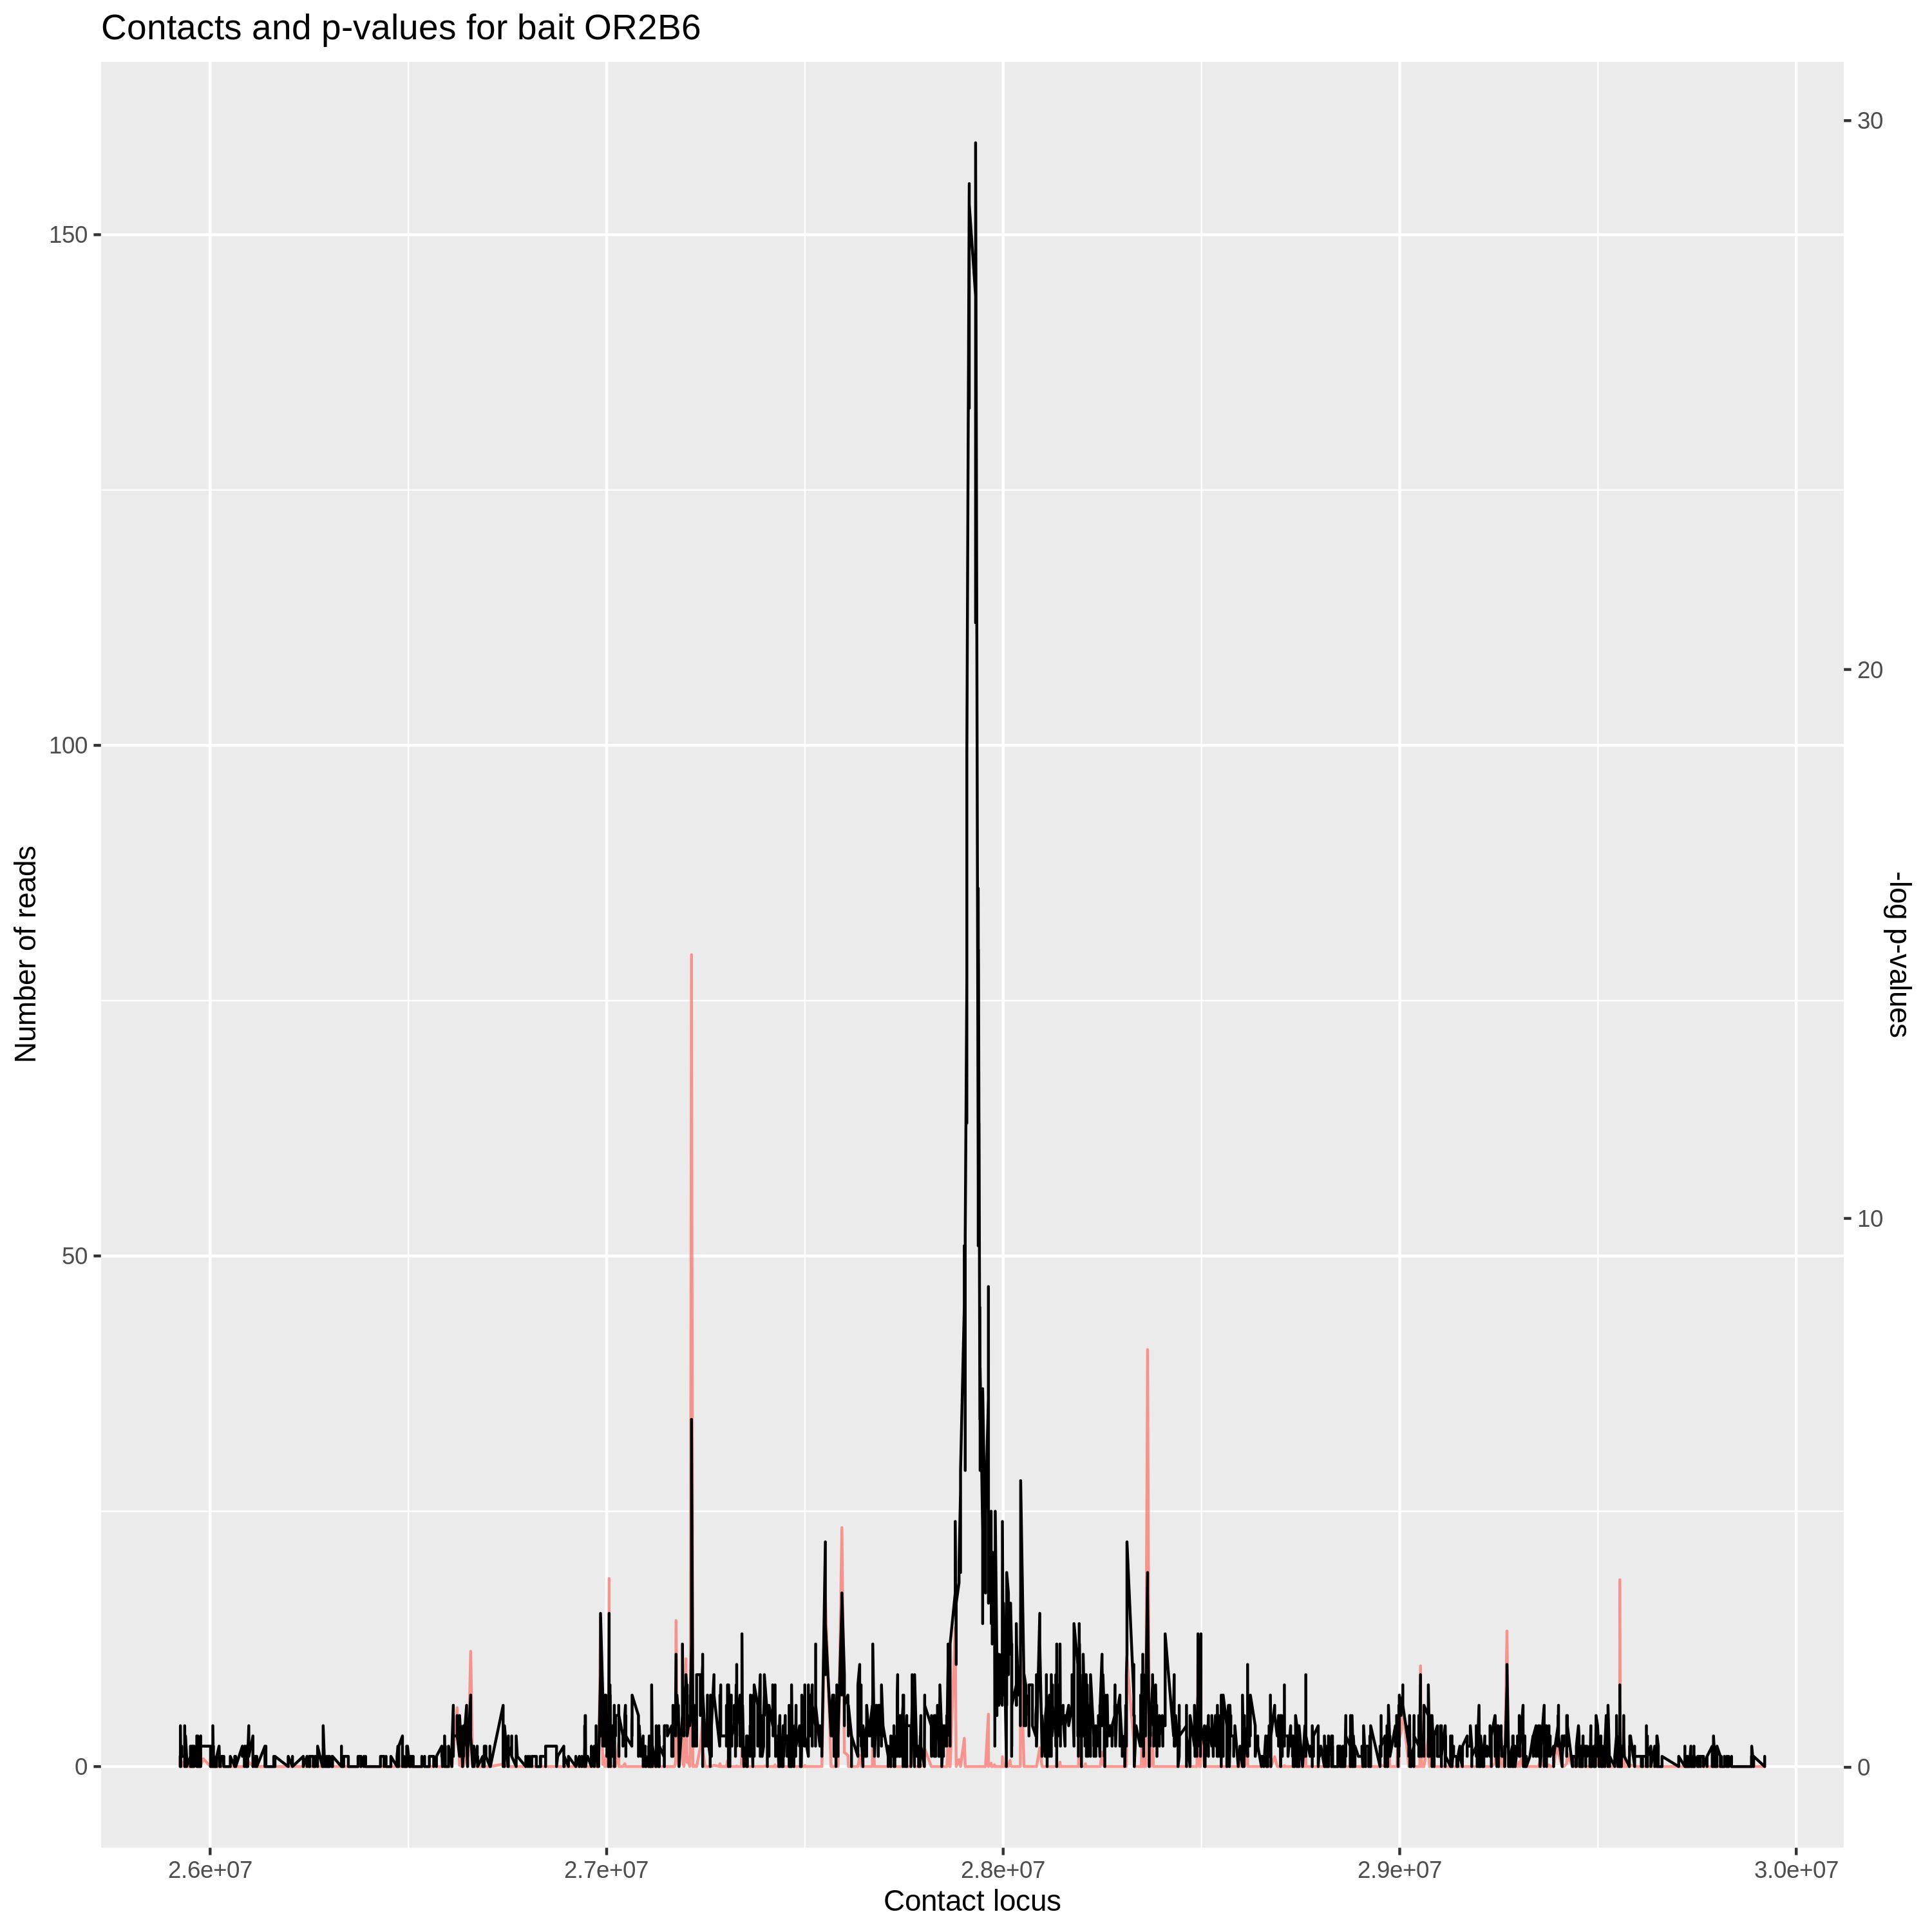 Contacts and p-values for bait OR2B6
150
100
50
0
Number of reads
30
20
10
0
-log p-values
2.6e+07
2.7e+07
2.8e+07
2.9e+07
3.0e+07
Contact locus